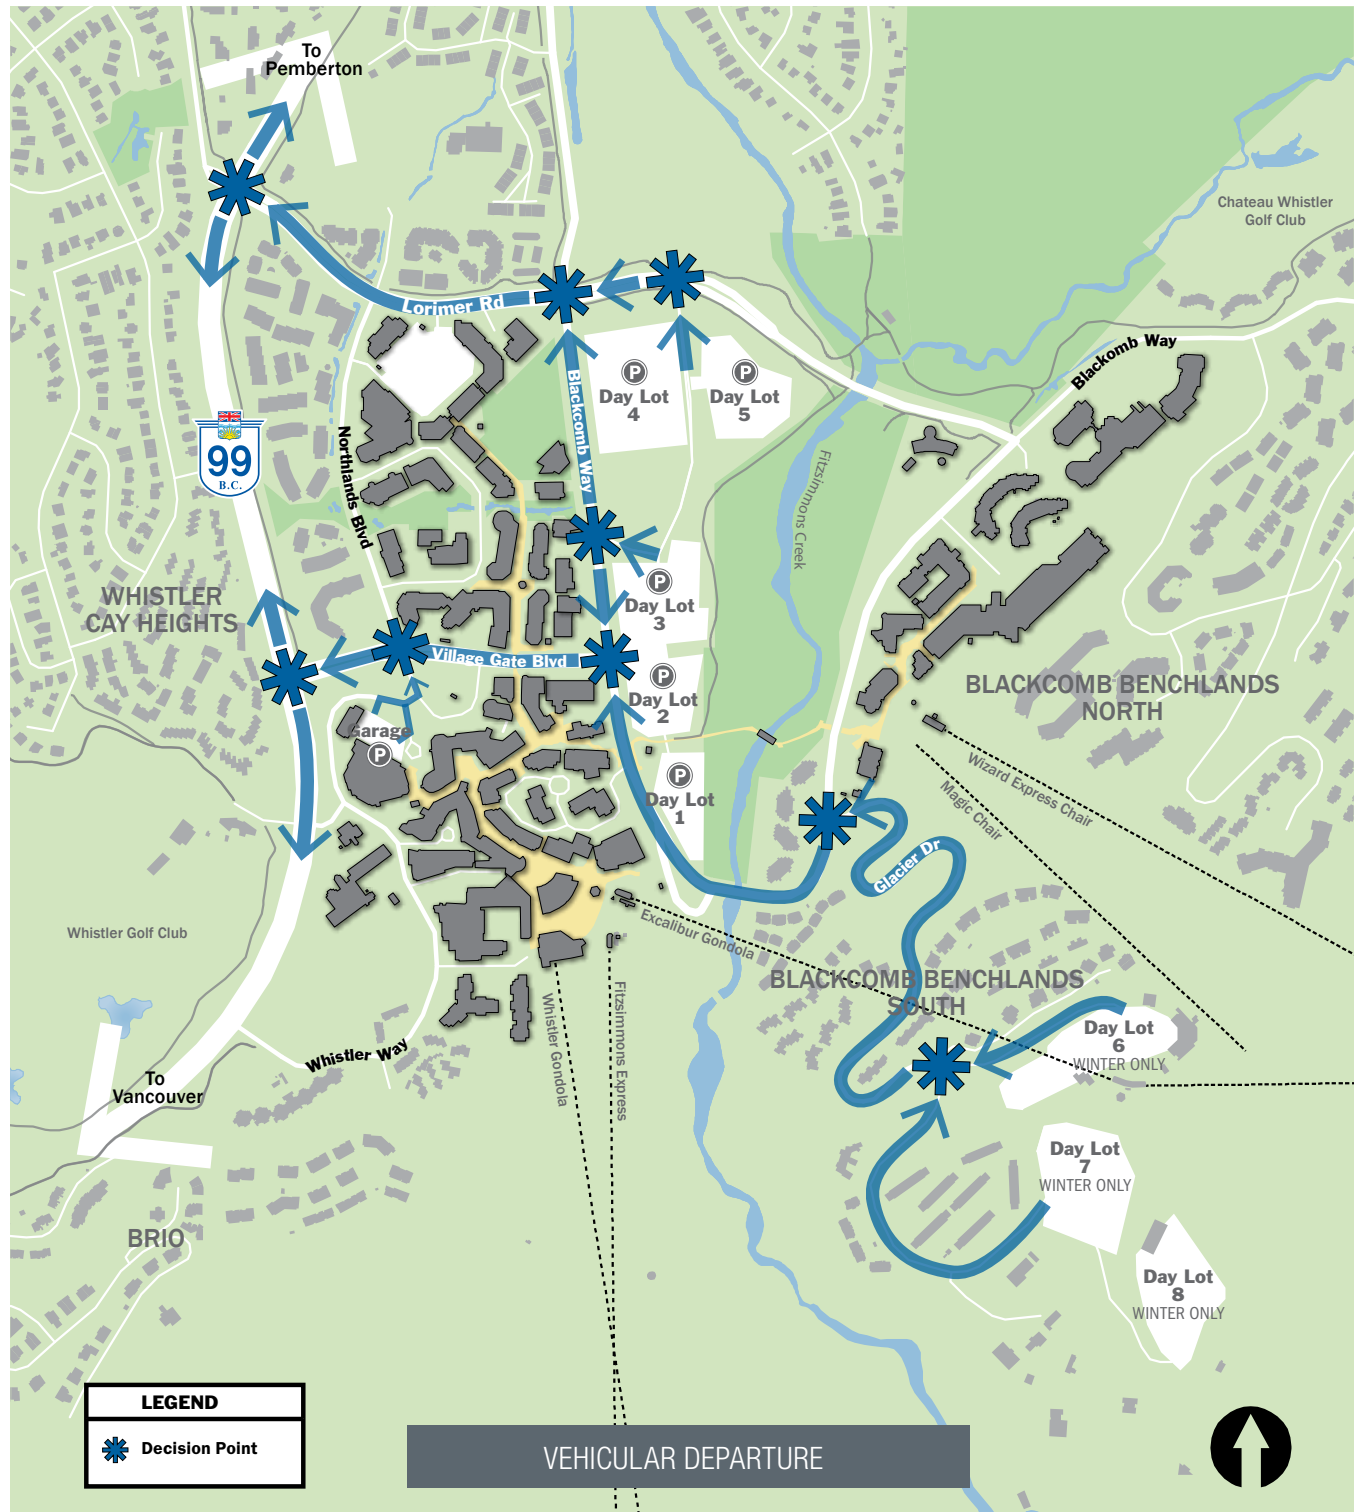 To
Pemberton
Chateau Whistler
Golf Club
Lorimer Rd
Blackomb Way
P
Day Lot
4
P
Day Lot
5
Blackcomb Way
Northlands Blvd
99
B.C.
Fitzsimmons Creek
WHISTLER
CAY HEIGHTS
P
Day Lot
3
Village Gate Blvd
P
Day Lot
2
BLACKCOMB BENCHLANDS
NORTH
Garage
P
Wizard Express Chair
Magic Chair
P
Day Lot
1
Glacier Dr
Whistler Golf Club
Excalibur Gondola
BLACKCOMB BENCHLANDS
SOUTH
Whistler Gondola
Fitzsimmons Express
Day Lot
6
WINTER ONLY
Whistler Way
To
Vancouver
Day Lot
7
WINTER ONLY
BRIO
Day Lot
8
WINTER ONLY
LEGEND
Decision Point
VEHICULAR DEPARTURE